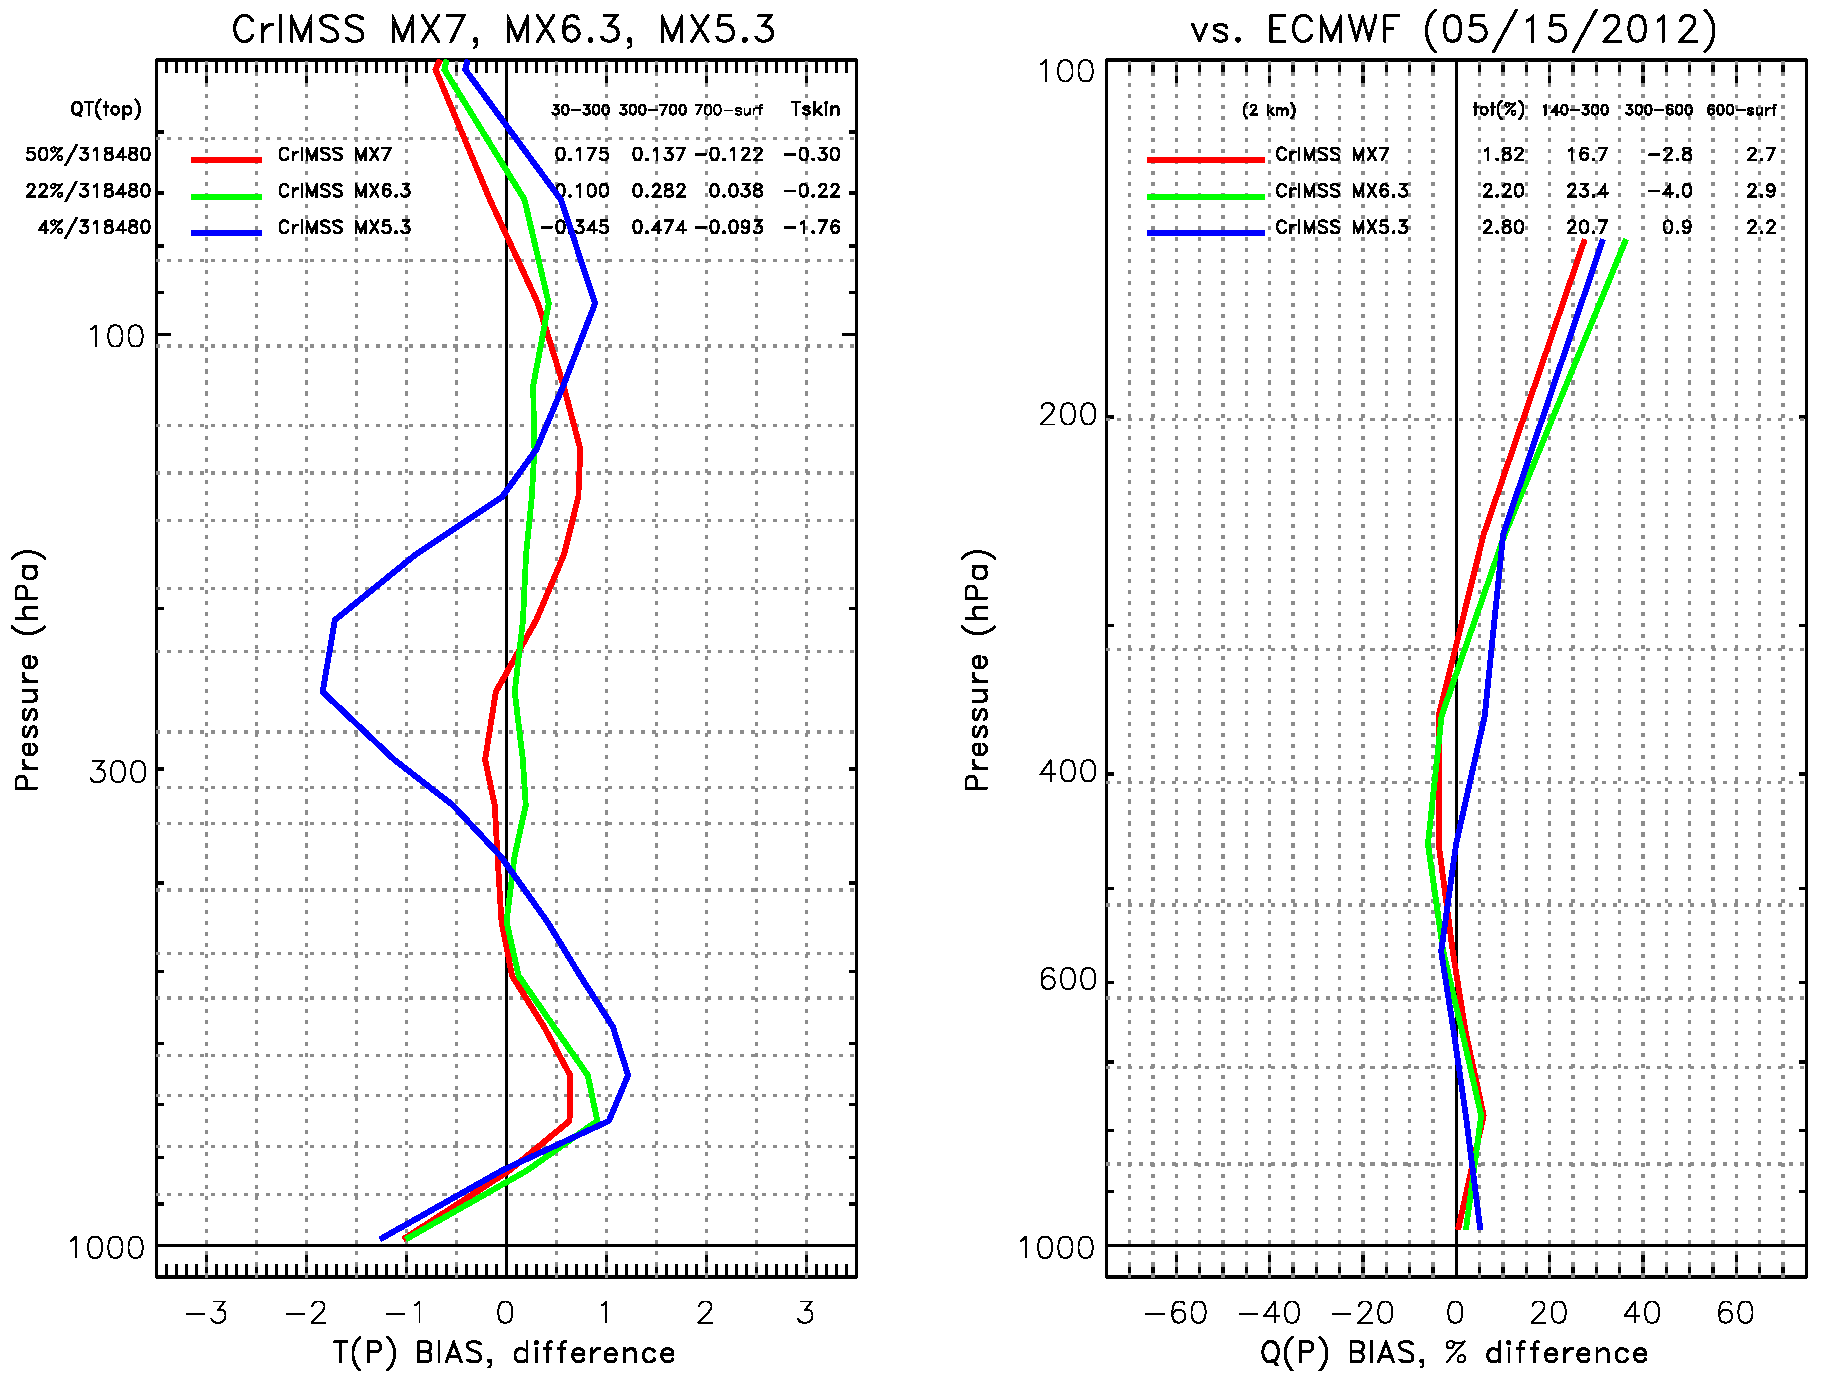 CrIMSS MX7, MX6.3, MX5.3
QT(top) 30-300 300-700 700-surf Tskin
50%/318480 CrIMSS MX7 0.175 0.137 -0.122 -0.30
22%/318480 CrIMSS MX6.3 0.100 0.282 0.038 -0.22
4%/318480 CrIMSS MX5.3 -0.345 0.474 -0.093 -1.76
100
300
1000
Pressure (hPa)
-3 -2 -1 0 1 2 3
T(P) BIAS, difference
vs. ECMWF (05/15/2012)
(2 km) tot(%) 140-300 300-600 600-surf
CrIMSS MX7 1.82 16.7 -2.8 2.7
CrIMSS MX6.3 2.20 23.4 -4.0 2.9
CrIMSS MX5.3 2.80 20.7 0.9 2.2
100
200
400
600
1000
Pressure (hPa)
-60 -40 -20 0 20 40 60
Q(P) BIAS, % difference